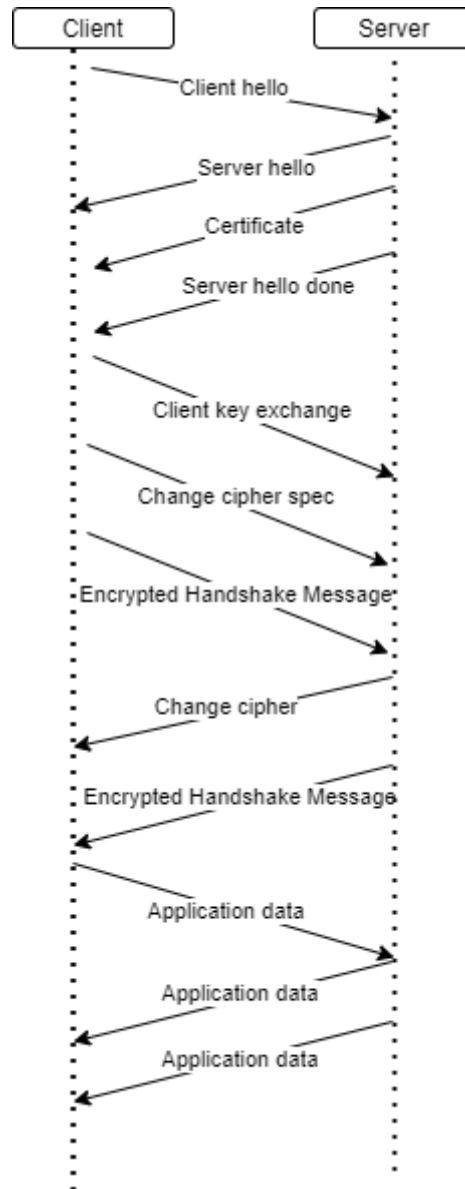 Client
Server
Client hello
Server hello
Certificate
Server hello done
Client key exchange
Change cipher spec
Encrypted Handshake Message
Change cipher
Encrypted Handshake Message
Application data
Application data
Application data